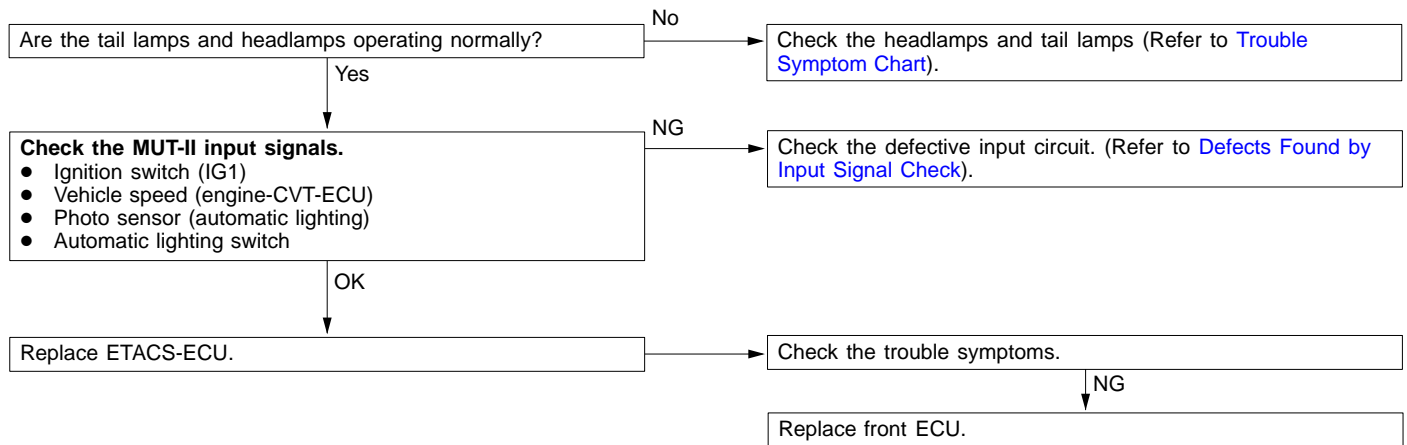 Are the tail lamps and headlamps operating normally?
No
Check the headlamps and tail lamps (Refer to Trouble
Symptom Chart).
Yes
Check the MUT-II input signals.
● Ignition switch (IG1)
● Vehicle speed (engine-CVT-ECU)
● Photo sensor (automatic lighting)
● Automatic lighting switch
NG
Check the defective input circuit. (Refer to Defects Found by
Input Signal Check).
OK
Replace ETACS-ECU.
Check the trouble symptoms.
NG
Replace front ECU.